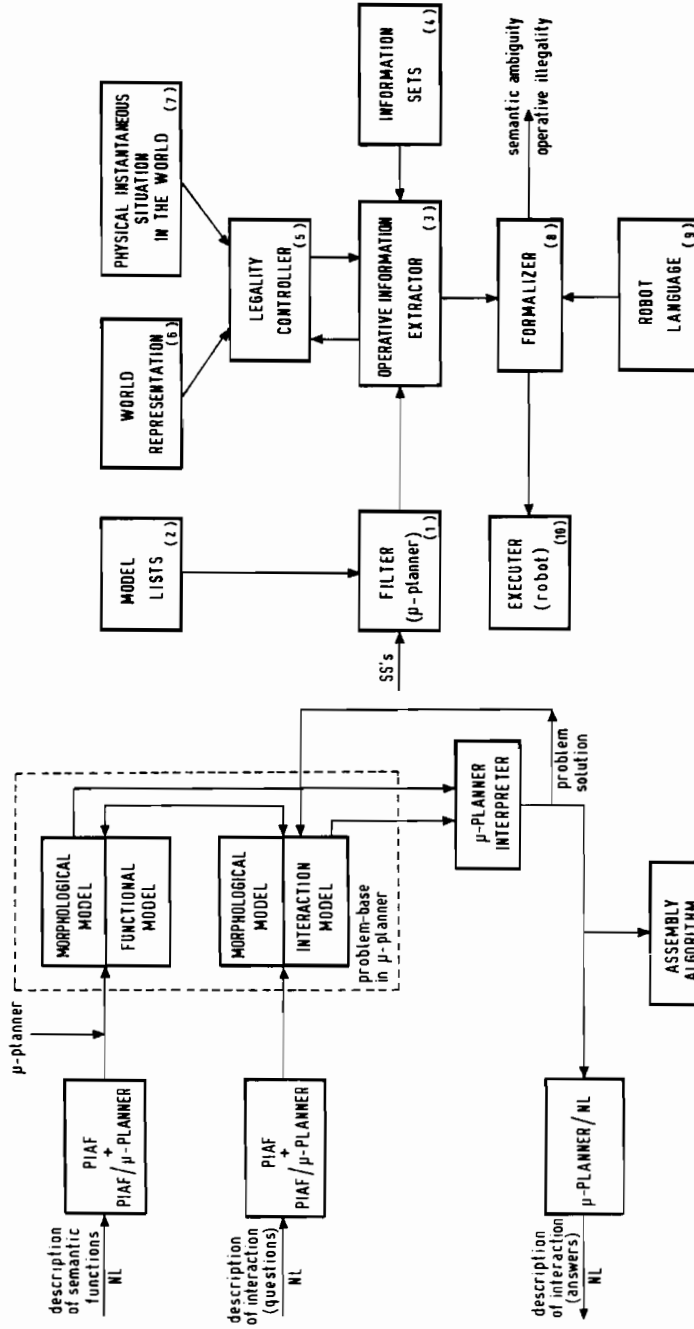 description
of semantic
functions
NL
PIAF
+
PIAF/μ-PLANNER
μ-planner
MORPHOLOGICAL
MODEL
FUNCTIONAL
MODEL
description
of interaction
(questions)
NL
PIAF
+
PIAF/μ-PLANNER
MORPHOLOGICAL
MODEL
INTERACTION
MODEL
problem-base
in μ-planner
μ-PLANNER
INTERPRETER
problem
solution
description
of interaction
(answers)
NL
μ-PLANNER/NL
ASSEMBLY
ALGORITHM
MODEL
LISTS
(2)
WORLD
REPRESENTATION
(6)
PHYSICAL INSTANTANEOUS
SITUATION
IN THE WORLD
(7)
LEGALITY
CONTROLLER
(5)
SS's
FILTER
(μ-planner)
(1)
OPERATIVE INFORMATION
EXTRACTOR
(3)
INFORMATION
SETS
(4)
EXECUTER
(robot)
(10)
FORMALIZER
(8)
semantic ambiguity
operative illegality
ROBOT
LANGUAGE
(9)